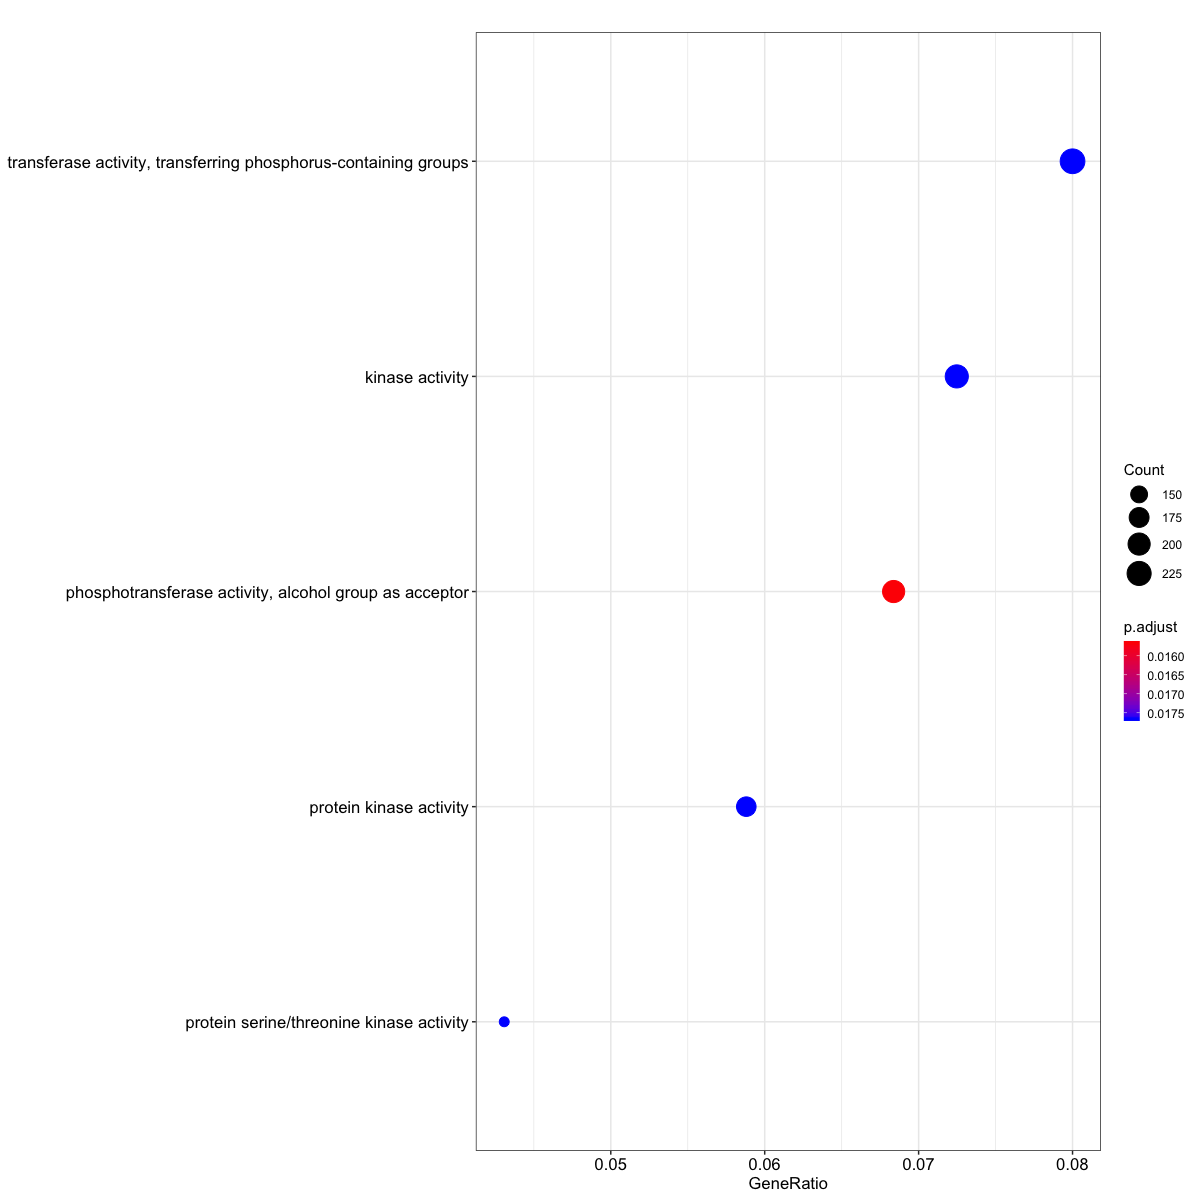 transferase activity, transferring phosphorus-containing groups
kinase activity
phosphotransferase activity, alcohol group as acceptor
protein kinase activity
protein serine/threonine kinase activity
0.05 0.06 0.07 0.08
GeneRatio
Count
150
175
200
225
p.adjust
0.0160
0.0165
0.0170
0.0175